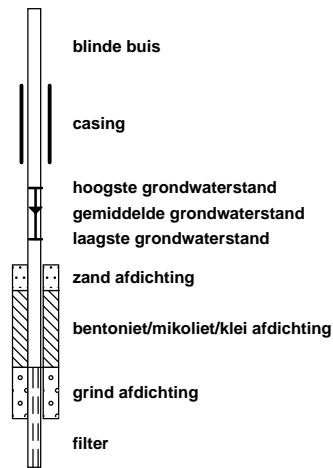 blinde buis
casing
hoogste grondwaterstand
gemiddelde grondwaterstand
laagste grondwaterstand
zand afdichting
bentoniet/mikoliet/klei afdichting
grind afdichting
filter